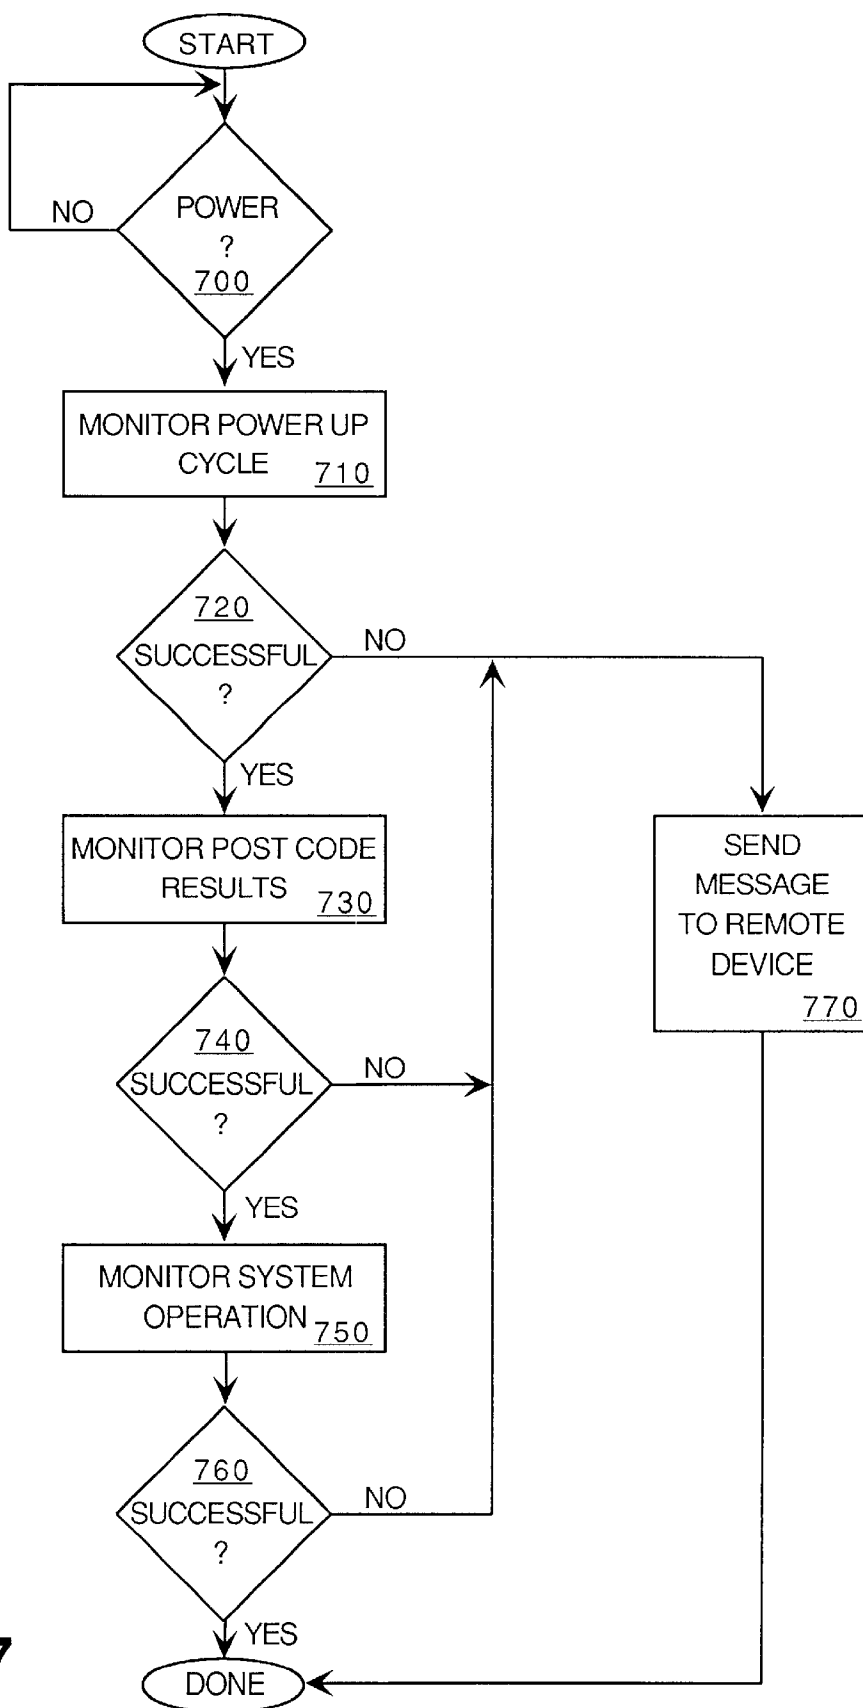 START
POWER
?
700
NO
YES
MONITOR POWER UP
CYCLE 710
720
SUCCESSFUL
?
NO
YES
MONITOR POST CODE
RESULTS 730
SEND
MESSAGE
TO REMOTE
DEVICE
770
740
SUCCESSFUL
?
NO
YES
MONITOR SYSTEM
OPERATION 750
760
SUCCESSFUL
?
NO
YES
DONE
7